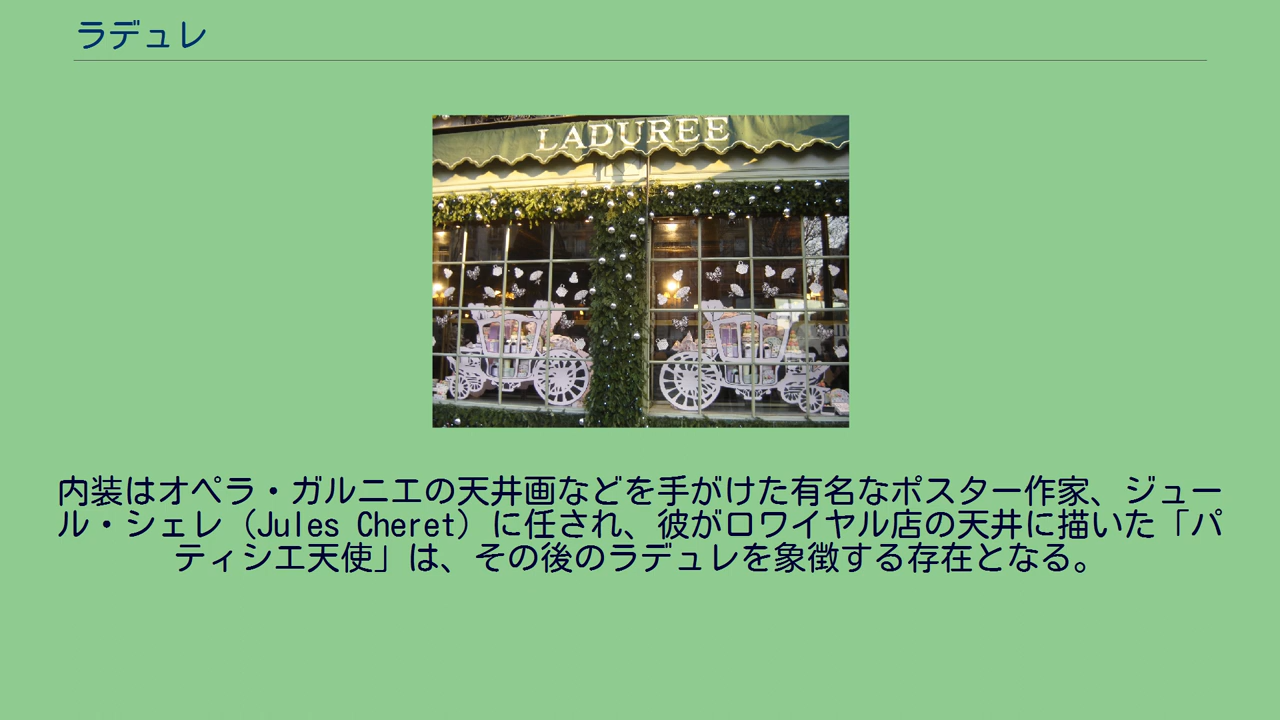 ラデュレ
LADUREE
内装はオペラ・ガルニエの天井画などを手がけた有名なポスター作家、ジュー
ル・シェレ（Jules Cheret）に任され、彼がロワイヤル店の天井に描いた「パ
ティシエ天使」は、その後のラデュレを象徴する存在となる。